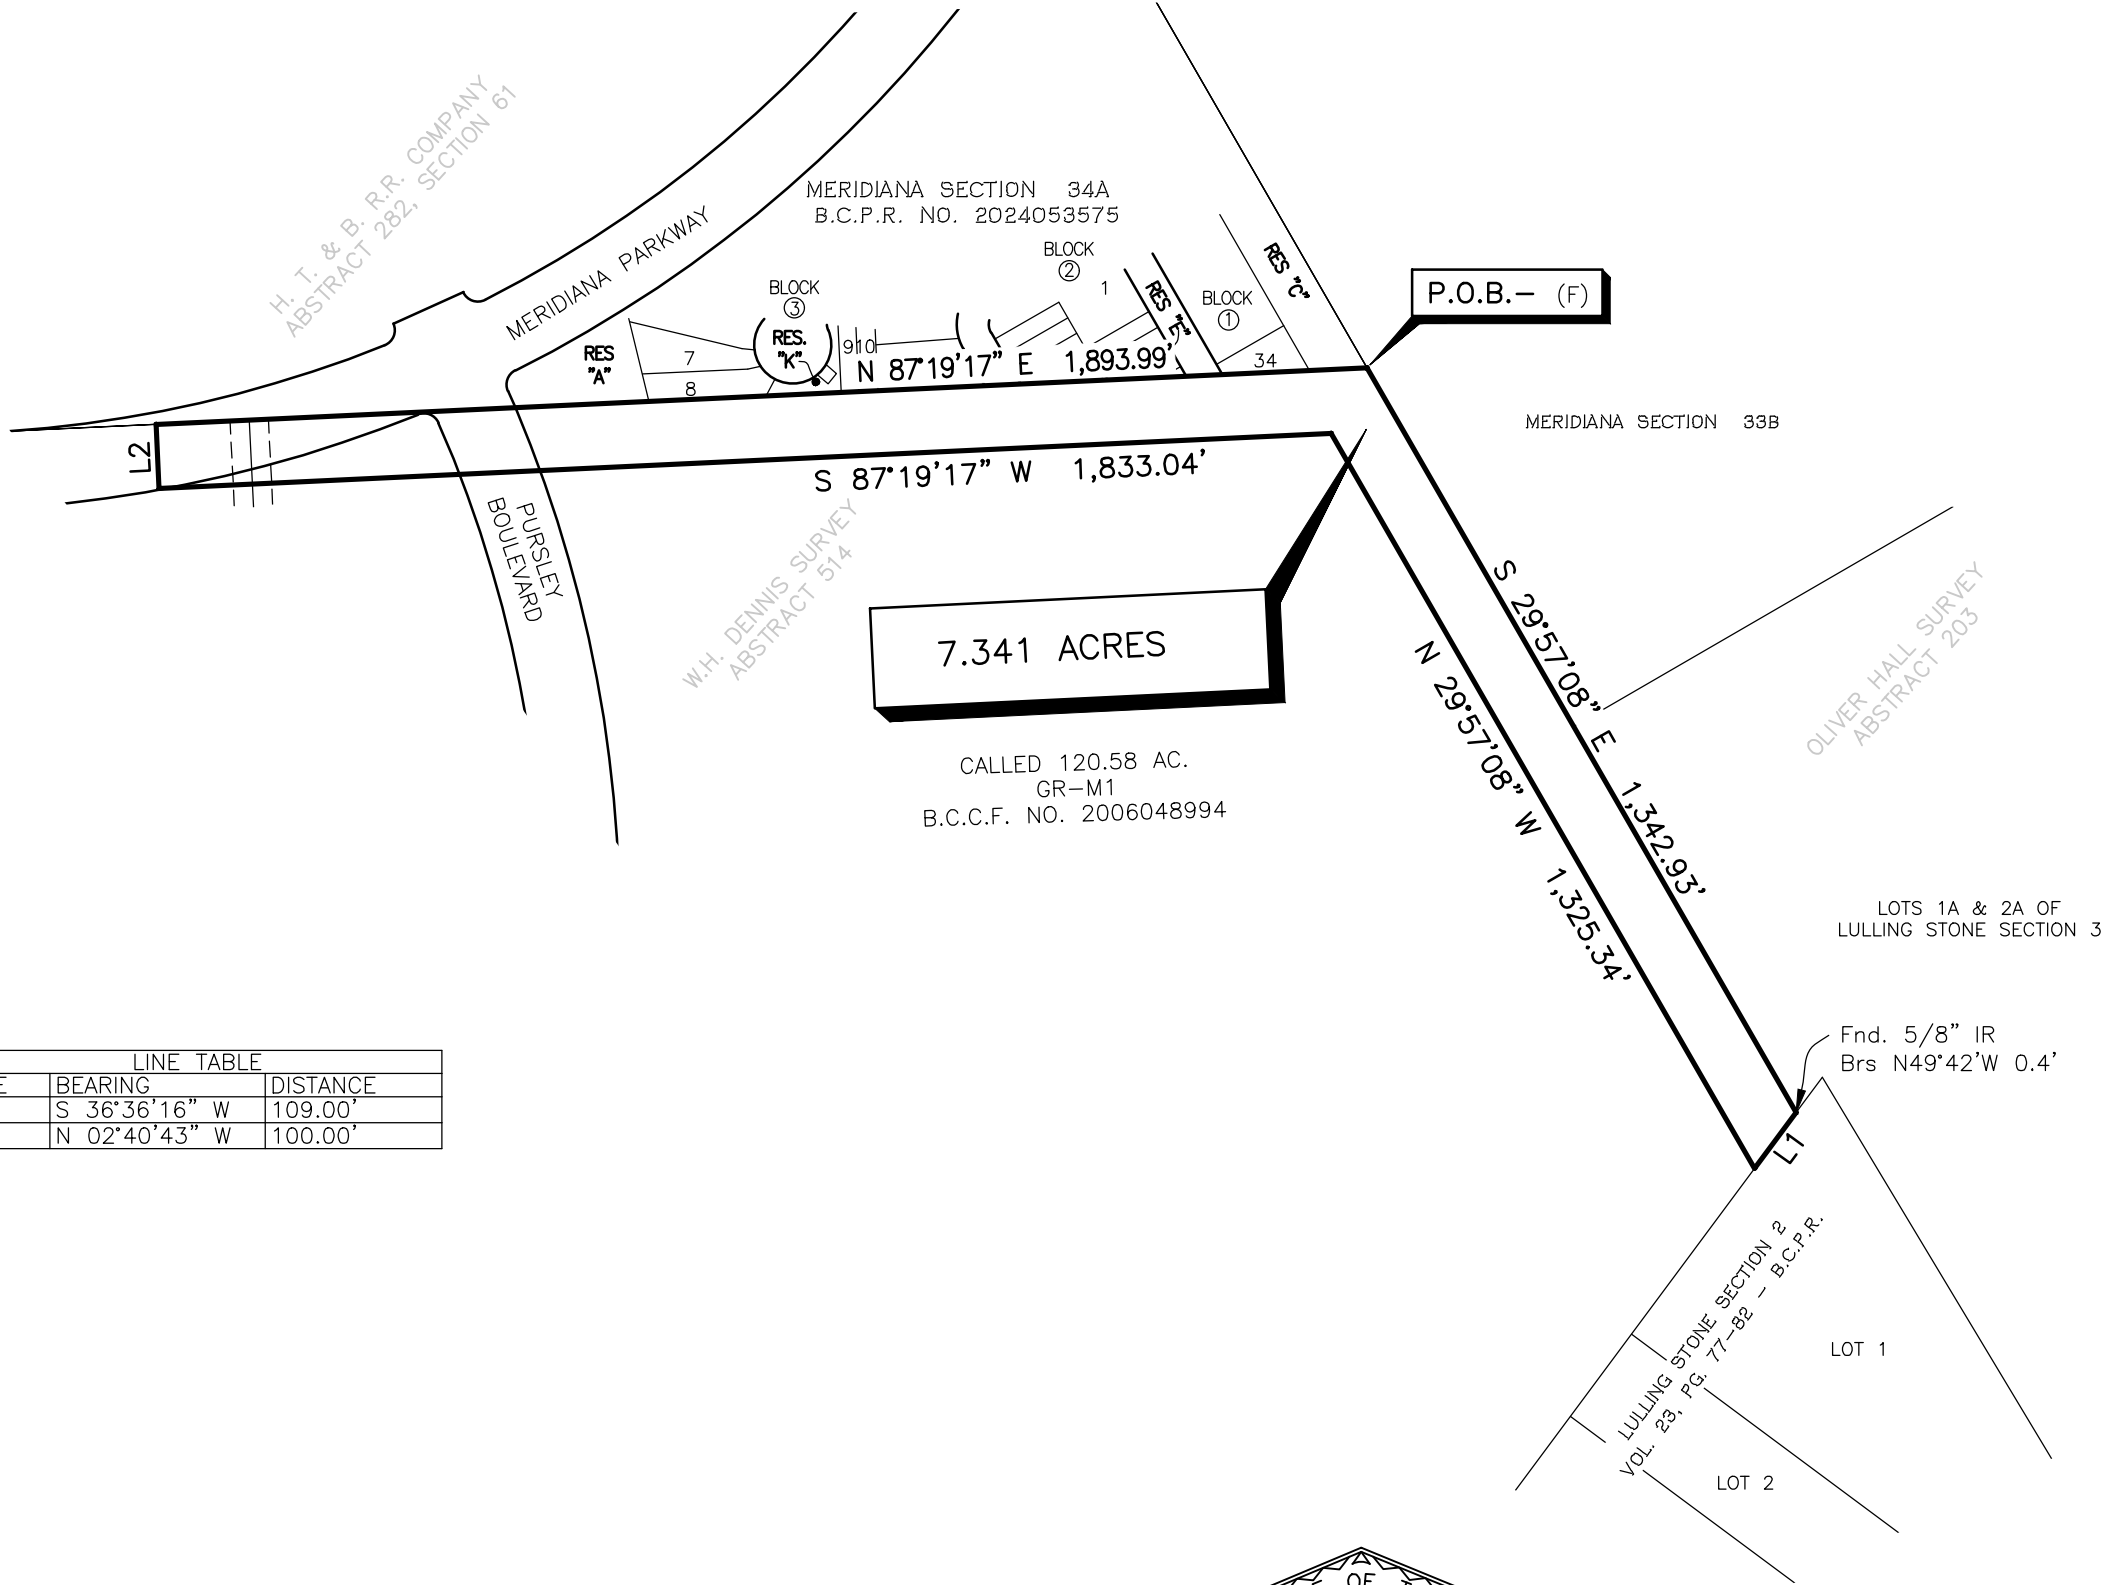 H. T. & B. R.R. COMPANY
ABSTRACT 282, SECTION 61
MERIDIANA PARKWAY
MERIDIANA SECTION 34A
B.C.P.R. NO. 2024053575
BLOCK
2
1
BLOCK
3
RES.
"K"
RES
"A"
7
8
9
10
RES "E"
BLOCK
1
RES "C"
34
P.O.B.- (F)
N 87°19'17" E 1,893.99'
MERIDIANA SECTION 33B
L2
S 87°19'17" W 1,833.04'
PURSLEY
BOULEVARD
W.H. DENNIS SURVEY
ABSTRACT 514
7.341 ACRES
CALLED 120.58 AC.
GR-M1
B.C.C.F. NO. 2006048994
S 29°57'08" E 1,342.93'
N 29°57'08" W 1,325.34'
OLIVER HALL SURVEY
ABSTRACT 203
LOTS 1A & 2A OF
LULLING STONE SECTION 3
Fnd. 5/8" IR
Brs N49°42'W 0.4'
L1
LINE TABLE
E BEARING DISTANCE
S 36°36'16" W 109.00'
N 02°40'43" W 100.00'
LULLING STONE SECTION 2
VOL. 23, PG. 77-82 - B.C.P.R.
LOT 1
LOT 2
OF